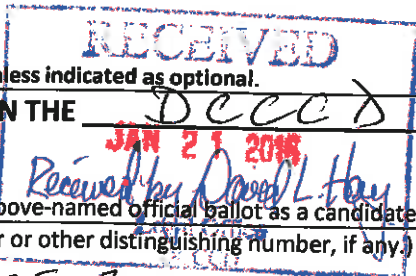 RECEIVED
nless indicated as optional.
N THE DCCCD
JAN 21 2016
Received by David L. Hay
bove-named official ballot as a candidate
r or other distinguishing number, if any.)